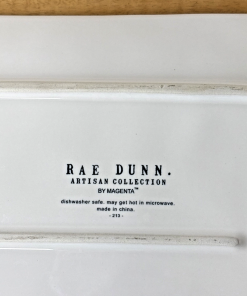 RAE DUNN.
ARTISAN COLLECTION
BY MAGENTA™
dishwasher safe. may get hot in microwave.
made in china.
- 213 -